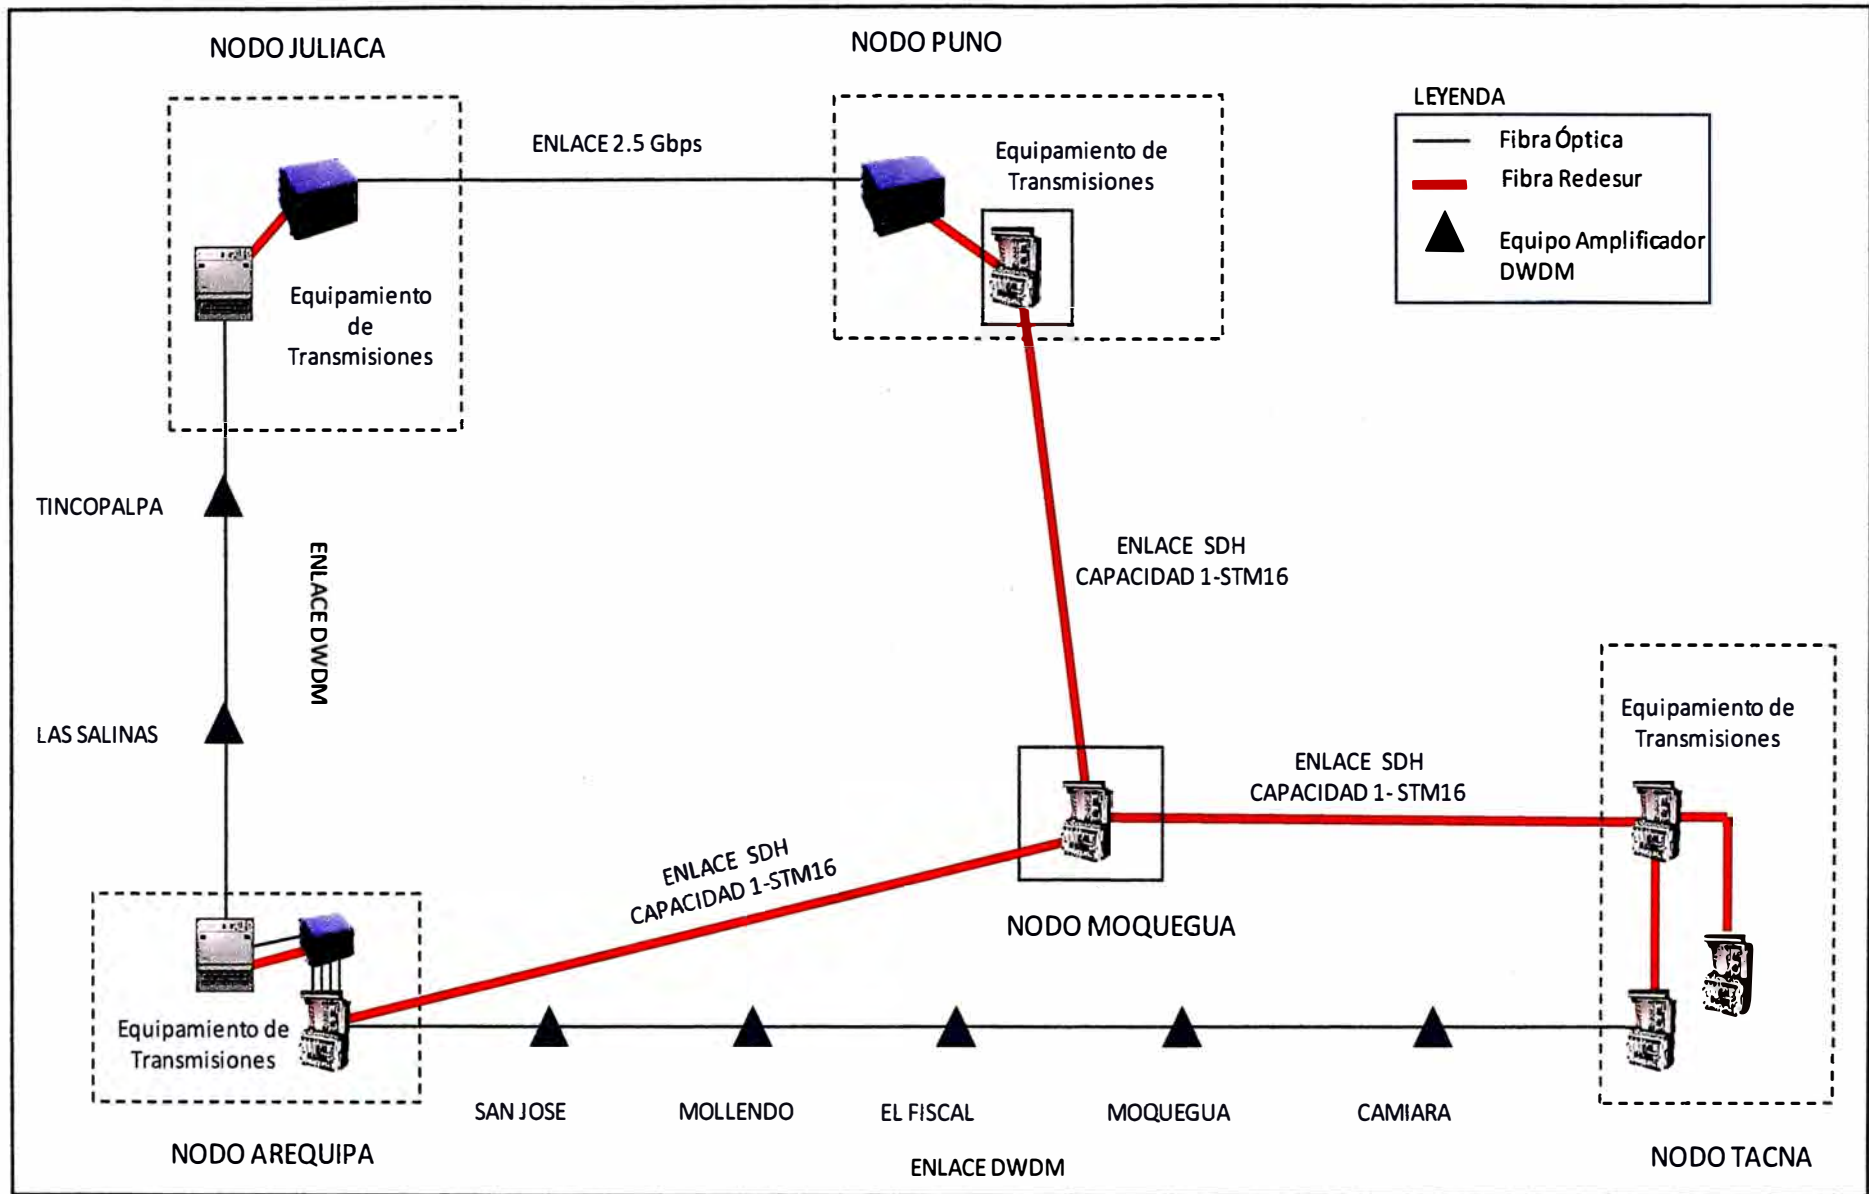 NODO JULIACA
NODO PUNO
LEYENDA
Fibra Óptica
Fibra Redesur
Equipo Amplificador
DWDM
ENLACE 2.5 Gbps
Equipamiento de
Transmisiones
Equipamiento
de
Transmisiones
TINCOPALPA
ENLACE DWDM
LAS SALINAS
ENLACE SDH
CAPACIDAD 1-STM16
Equipamiento de
Transmisiones
ENLACE SDH
CAPACIDAD 1- STM16
ENLACE SDH
CAPACIDAD 1-STM16
NODO MOQUEGUA
Equipamiento de
Transmisiones
SAN JOSE
MOLLENDO
EL FISCAL
MOQUEGUA
CAMIARA
NODO AREQUIPA
ENLACE DWDM
NODO TACNA